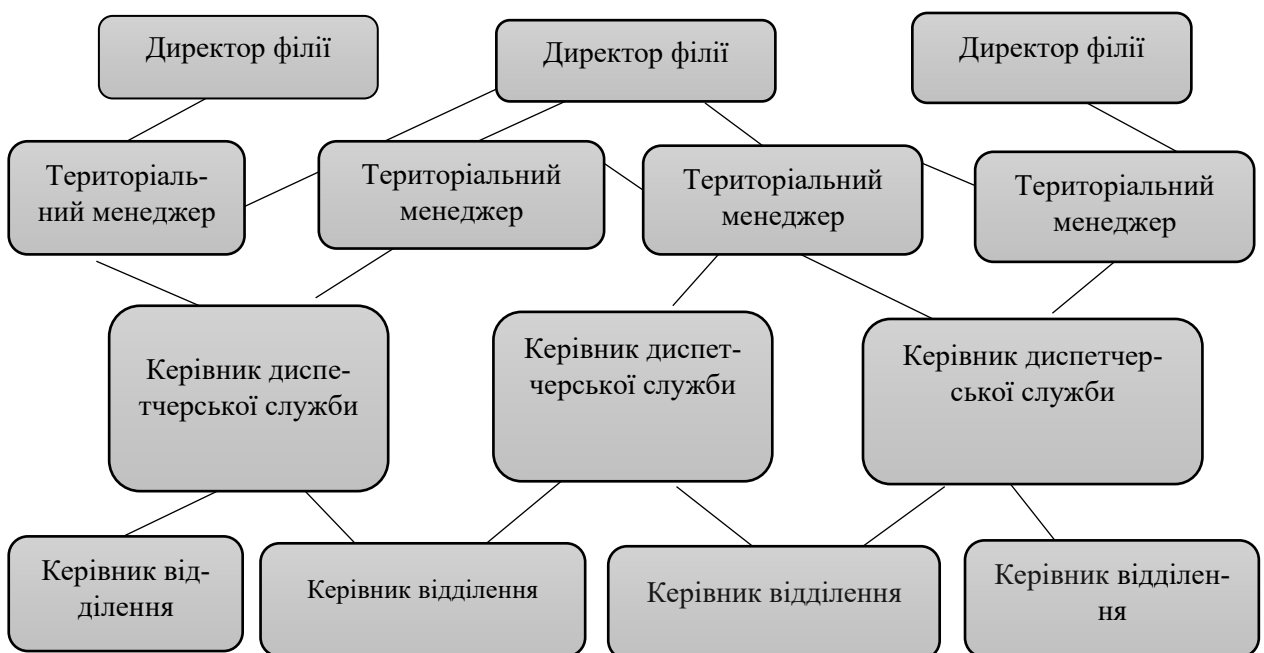 Директор філії
Директор філії
Директор філії
Територіаль-
ний менеджер
Територіальний
менеджер
Територіальний
менеджер
Територіальний
менеджер
Керівник диспе-
тчерської служби
Керівник диспет-
черської служби
Керівник диспетчер-
ської служби
Керівник від-
ділення
Керівник відділення
Керівник відділення
Керівник відділен-
ня